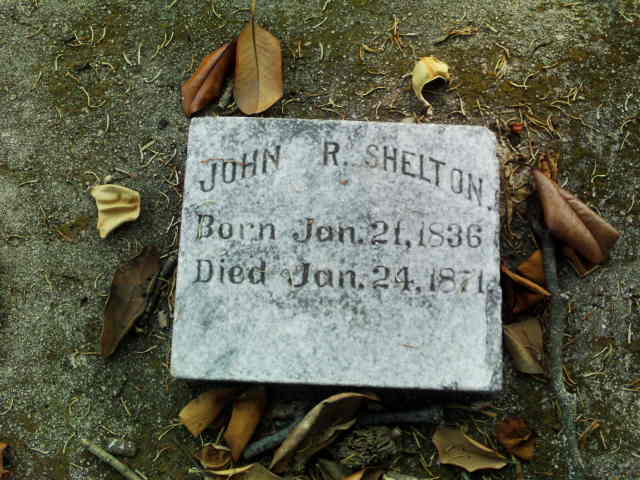 JOHN R. SHELTON.
Born Jan. 21, 1836
Died Jan. 24, 1871.